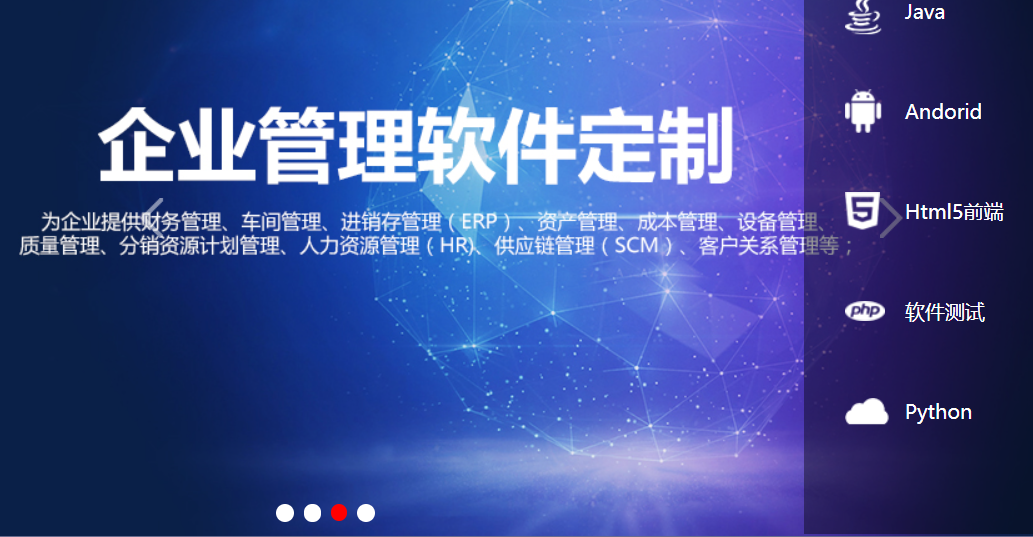 企业管理软件定制
为企业提供财务管理、车间管理、进销存管理（ERP）、资产管理、成本管理、设备管理、
质量管理、分销资源计划管理、人力资源管理（HR)、供应链管理（SCM）、客户关系管理等；
Java
Andorid
Html5前端
php 软件测试
Python